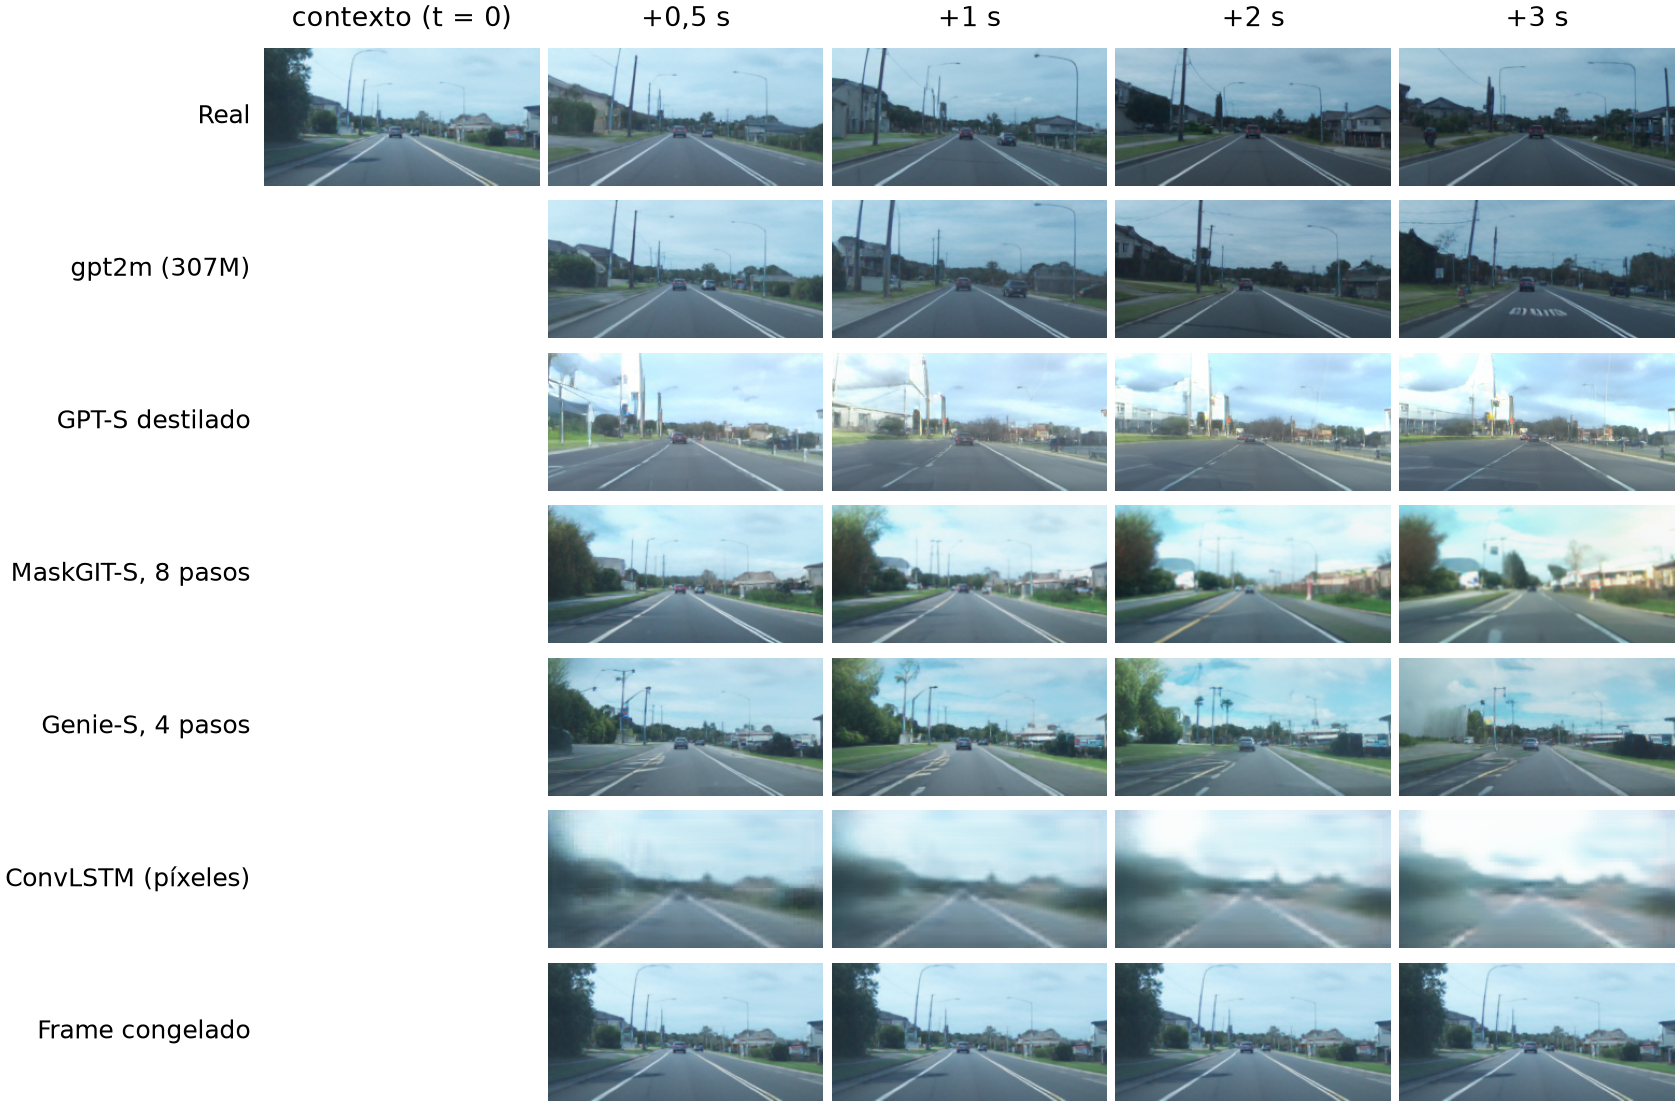 contexto (t = 0) +0,5 s +1 s +2 s +3 s
Real
gpt2m (307M)
GPT-S destilado
MaskGIT-S, 8 pasos
Genie-S, 4 pasos
ConvLSTM (píxeles)
Frame congelado